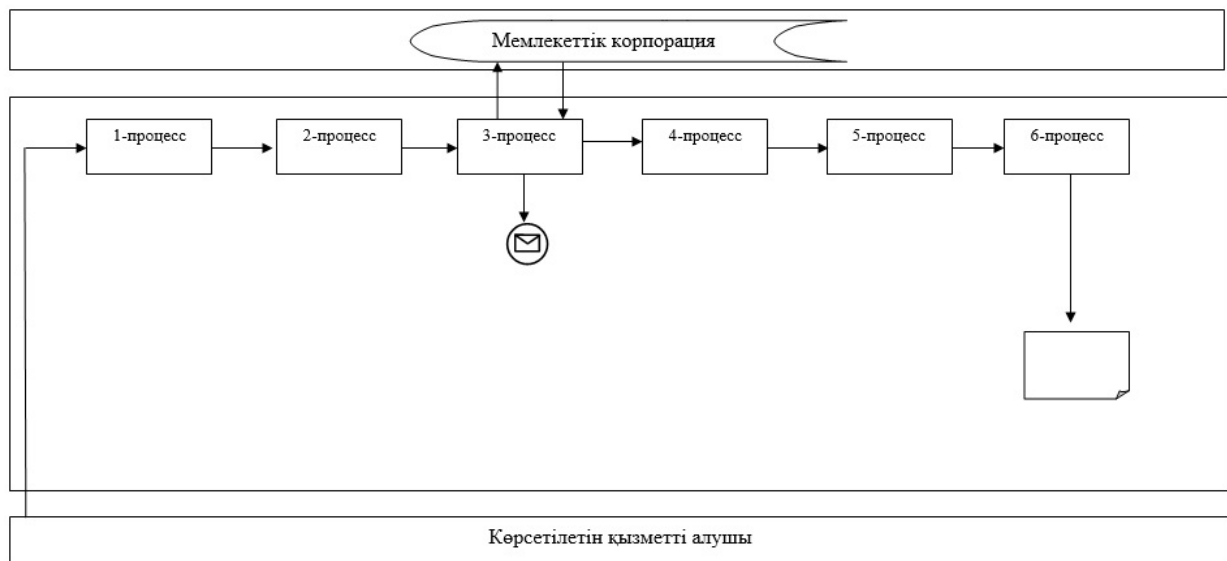 Мемлекеттік корпорация
1-процесс
2-процесс
3-процесс
4-процесс
5-процесс
6-процесс
Көрсетілетін қызметті алушы